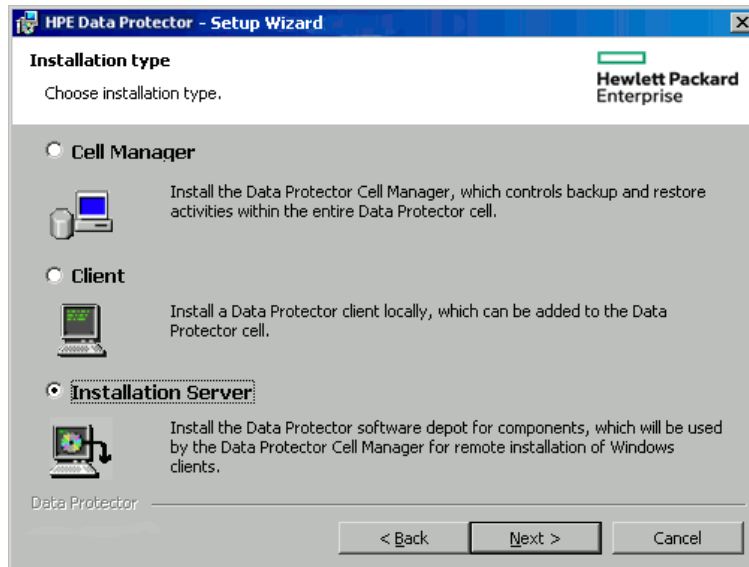 HPE Data Protector - Setup Wizard
Installation type
Choose installation type.
Hewlett Packard
Enterprise
Cell Manager
Install the Data Protector Cell Manager, which controls backup and restore
activities within the entire Data Protector cell.
Client
Install a Data Protector client locally, which can be added to the Data
Protector cell.
Installation Server
Install the Data Protector software depot for components, which will be used
by the Data Protector Cell Manager for remote installation of Windows
clients.
Data Protector
< Back
Next >
Cancel